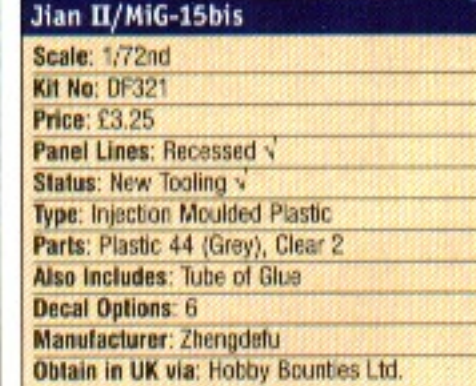 Jian II/MiG-15bis
Scale: 1/72nd
Kit No: DF321
Price: £3.25
Panel Lines: Recessed √
Status: New Tooling √
Type: Injection Moulded Plastic
Parts: Plastic 44 (Grey), Clear 2
Also Includes: Tube of Glue
Decal Options: 6
Manufacturer: Zhengdefu
Obtain in UK via: Hobby Bounties Ltd.